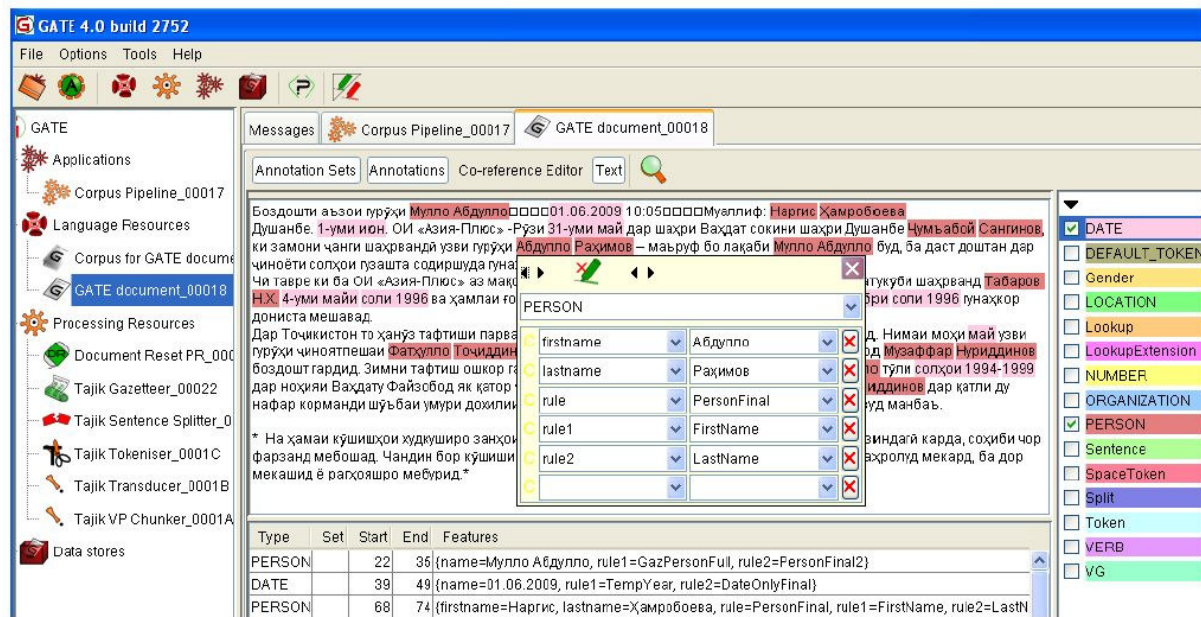 GATE 4.0 build 2752
File Options Tools Help
GATE
Applications
Corpus Pipeline_00017
Language Resources
Corpus for GATE docume
GATE document_00018
Processing Resources
Document Reset PR_000
Tajik Gazetteer_00022
Tajik Sentence Splitter_0
Tajik Tokeniser_0001C
Tajik Transducer_0001B
Tajik VP Chunker_0001A
Data stores
Messages Corpus Pipeline_00017 GATE document_00018
Annotation Sets Annotations Co-reference Editor Text
Боздошти аъзои гурӯҳи Мулло Абдулло□□□□01.06.2009 10:05□□□□Муаллиф: Наргис Ҳамробоева
Душанбе. 1-уми июн. ОИ «Азия-Плюс» -Рӯзи 31-уми май дар шаҳри Ваҳдат сокини шаҳри Душанбе Ҷумъабой Сангинов,
ки замони ҷанги шаҳрвандӣ узви гурӯҳи Абдулло Раҳимов – маъруф бо лақаби Мулло Абдулло буд, ба даст доштан дар
ҷиноёти солҳои гузашта содиршуда гуна
Чи тавре ки ба ОИ «Азия-Плюс» аз мақо атукуби шаҳрванд Табаров
Н.Х. 4-уми майи соли 1996 ва ҳамлаи ғо бри соли 1996 гунаҳкор
дониста мешавад.
Дар Тоҷикистон то ҳанӯз тафтиши парва д. Нимаи моҳи май узви
гурӯҳи ҷиноятпешаи Фатҳулло Тоҷиддин од Музаффар Нуриддинов
боздошт гардид. Зимни тафтиш ошкор га ло тӯли солҳои 1994-1999
дар ноҳияи Ваҳдату Файзобод як қатор иддинов дар қатли ду
нафар корманди шӯъбаи умури дохили вуд манбаъ.
* На ҳамаи кӯшишҳои худкуширо занҳои зиндагӣ карда, соҳиби чор
фарзанд мебошад. Чандин бор кӯшиши аҳролуд мекард, ба дор
мекашид ё рагҳояшро мебурид.*
PERSON
firstname Абдулло
lastname Раҳимов
rule PersonFinal
rule1 FirstName
rule2 LastName
Type Set Start End Features
PERSON 22 35 {name=Мулло Абдулло, rule1=GazPersonFull, rule2=PersonFinal2}
DATE 39 49 {name=01.06.2009, rule1=TempYear, rule2=DateOnlyFinal}
PERSON 68 74 {firstname=Наргис, lastname=Ҳамробоева, rule=PersonFinal, rule1=FirstName, rule2=LastN
DATE
DEFAULT_TOKEN
Gender
LOCATION
Lookup
LookupExtension
NUMBER
ORGANIZATION
PERSON
Sentence
SpaceToken
Split
Token
VERB
VG